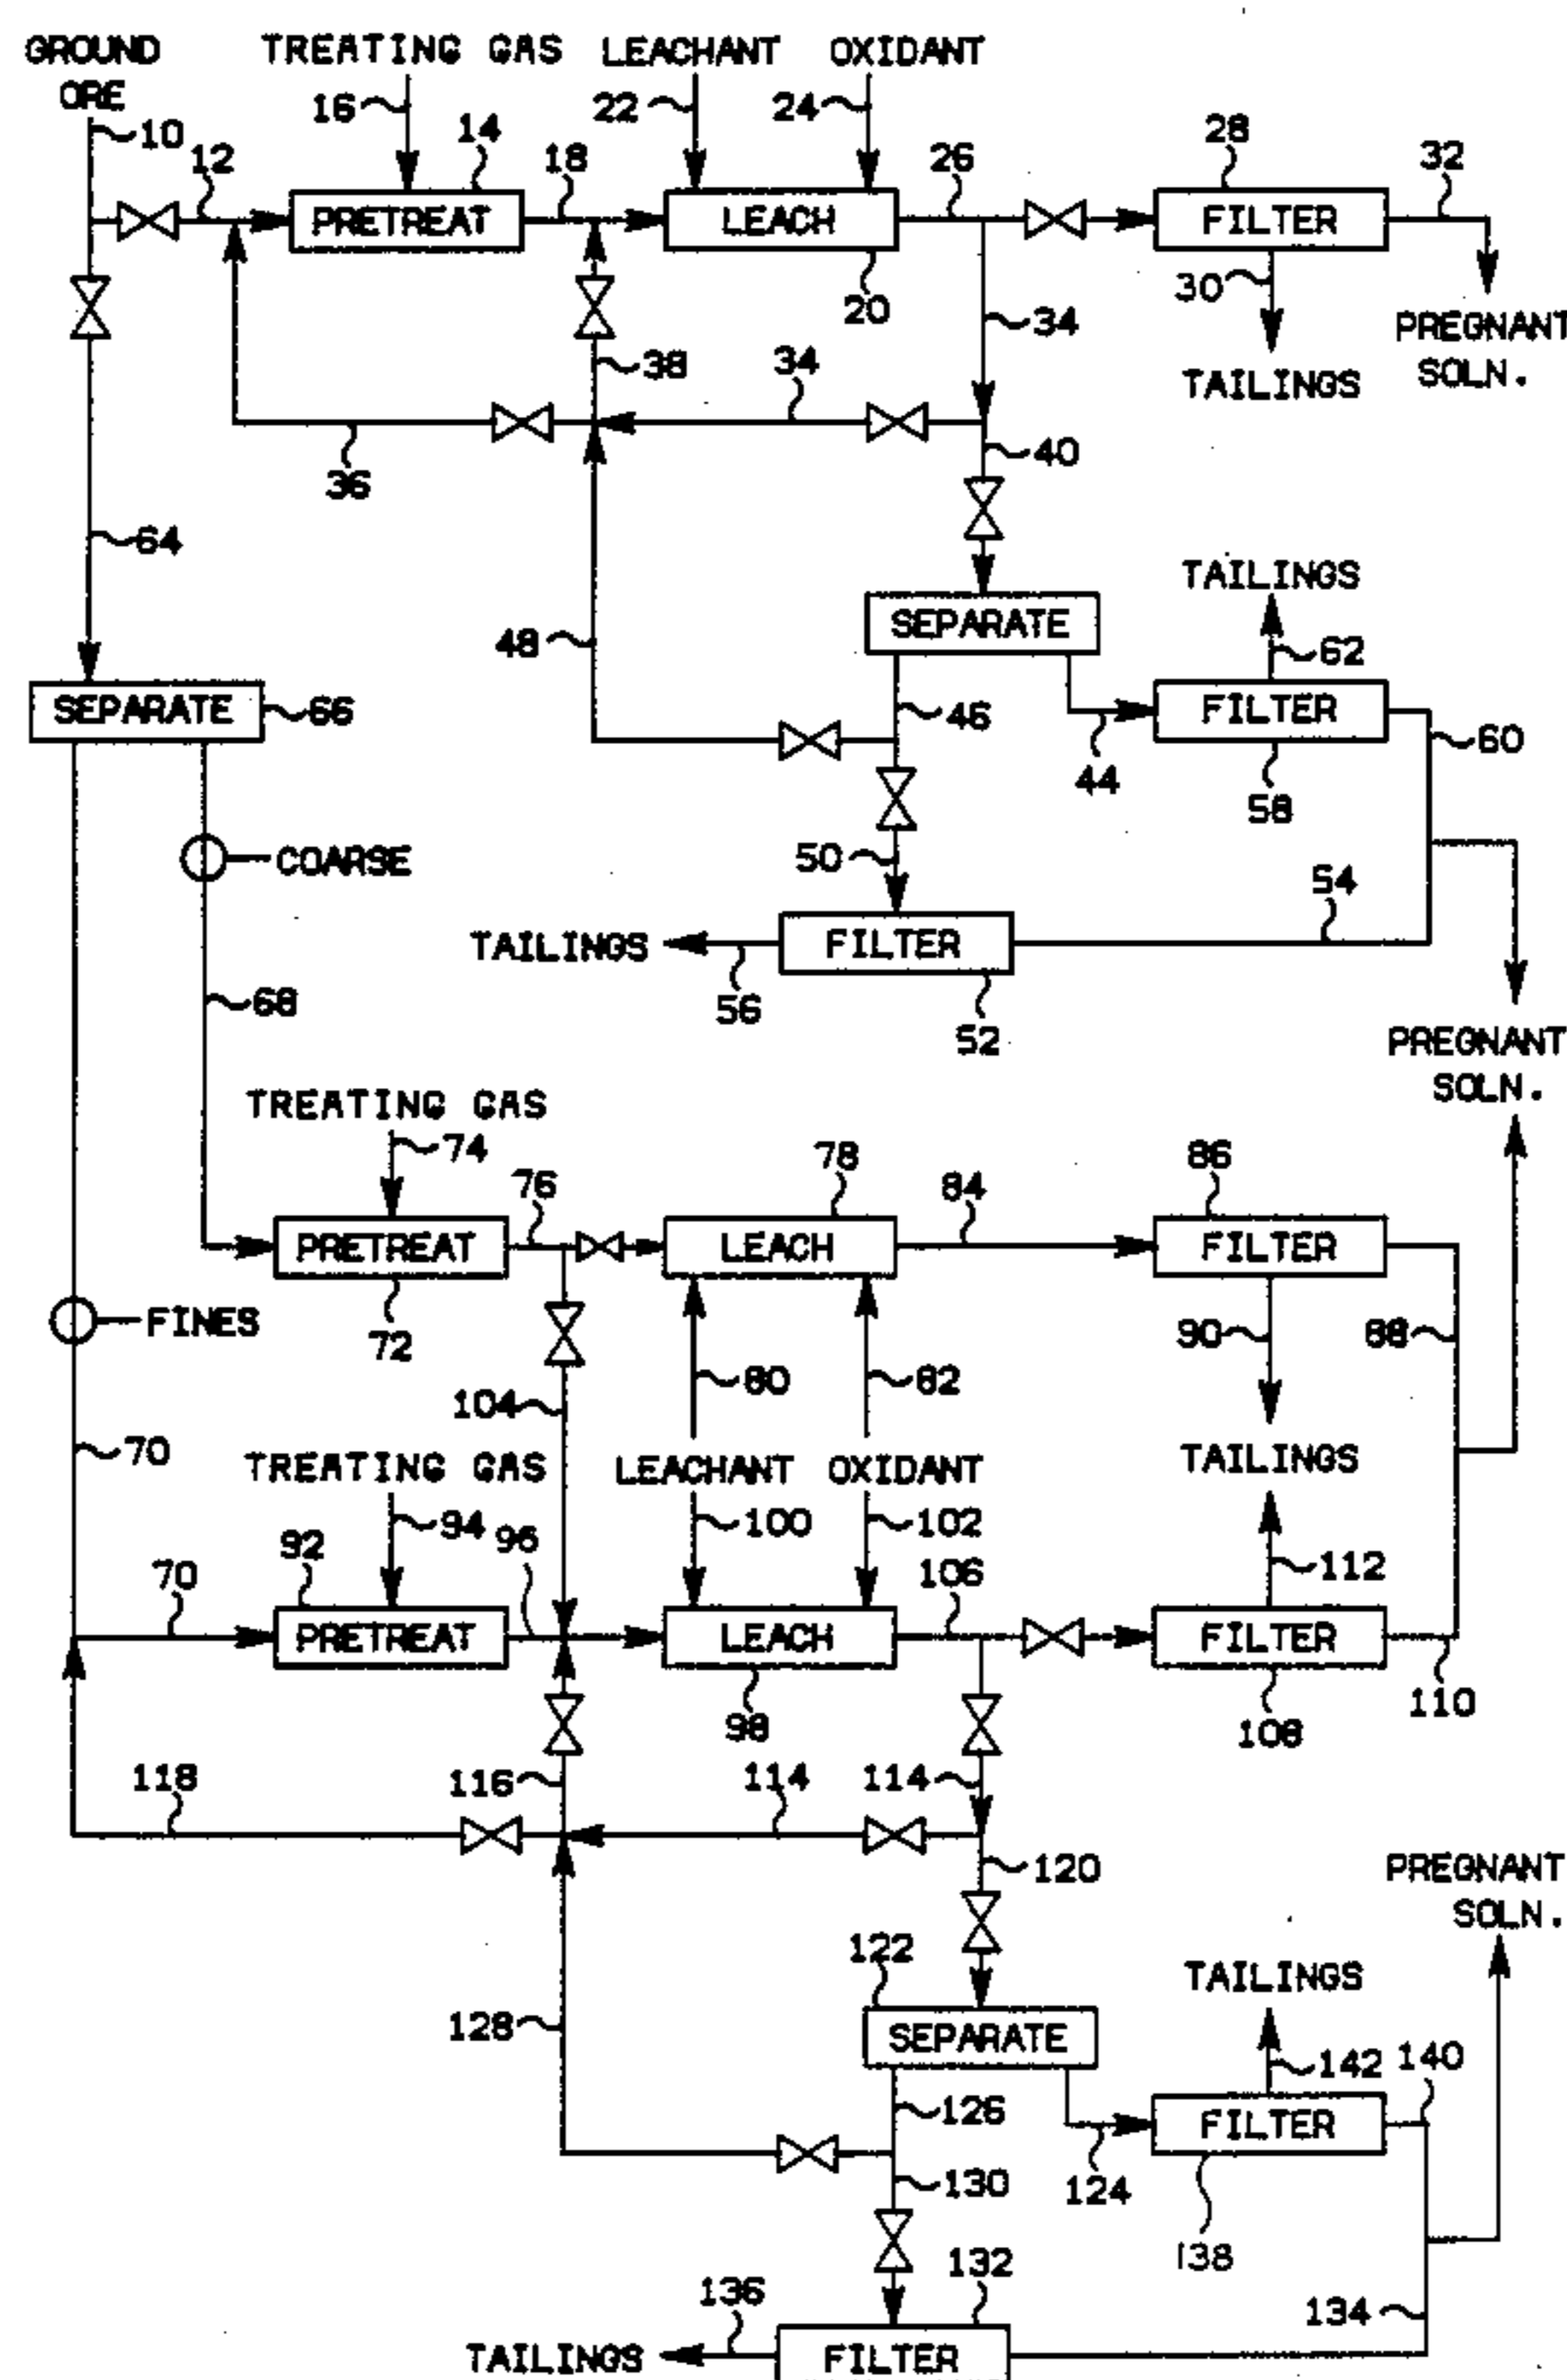 GROUND
ORE
TREATING GAS
LEACHANT
OXIDANT
10
12
16
14
18
22
24
26
28
32
PRETREAT
LEACH
FILTER
20
30
34
PREGNANT
SOLN.
TAILINGS
38
34
36
40
64
48
SEPARATE
TAILINGS
62
SEPARATE
66
46
44
FILTER
58
60
COARSE
50
54
TAILINGS
56
FILTER
52
68
PREGNANT
SOLN.
TREATING GAS
74
76
78
84
86
PRETREAT
LEACH
FILTER
72
FINES
80
82
90
88
104
70
TREATING GAS
LEACHANT
OXIDANT
TAILINGS
94
100
102
112
70
92
96
106
PRETREAT
LEACH
FILTER
98
108
110
118
116
114
114
120
PREGNANT
SOLN.
122
TAILINGS
128
SEPARATE
142
140
126
FILTER
124
130
138
132
136
134
TAILINGS
FILTER